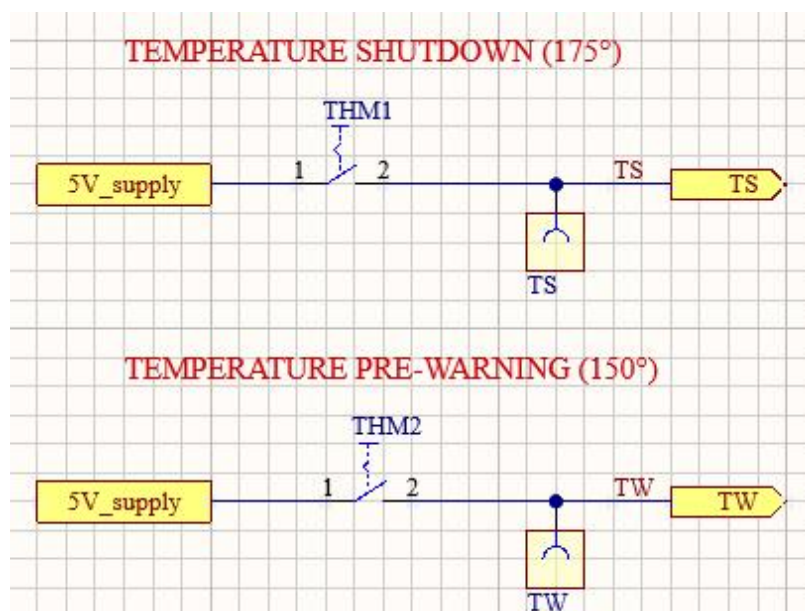 TEMPERATURE SHUTDOWN (175°)
THM1
5V_supply 1 2 TS TS
TS
TEMPERATURE PRE-WARNING (150°)
THM2
5V_supply 1 2 TW TW
TW